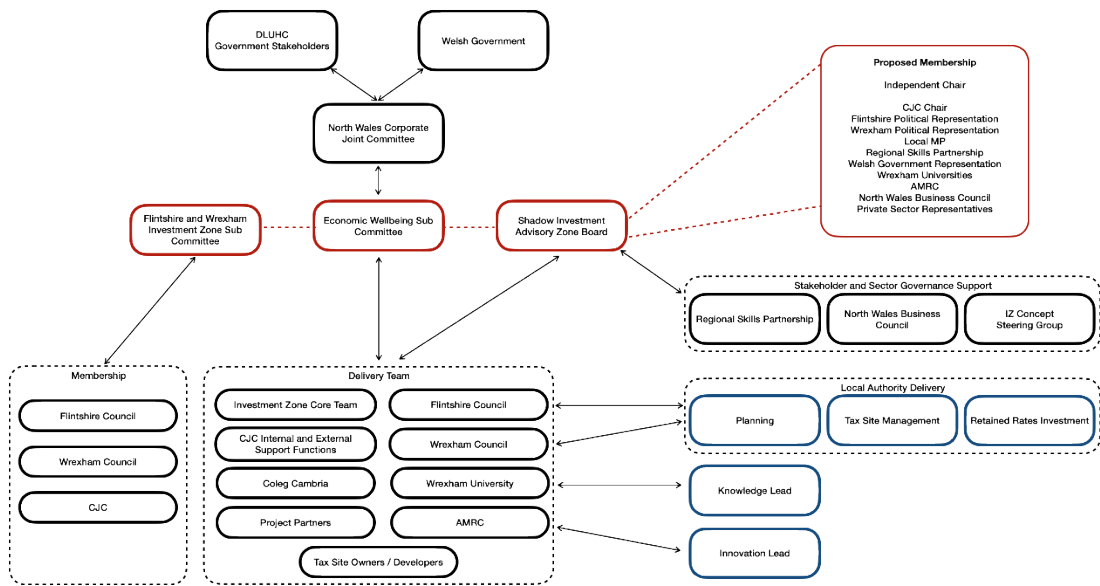 DLUHC
Government Stakeholders
Welsh Government
North Wales Corporate
Joint Committee
Proposed Membership
Independent Chair
CJC Chair
Flintshire Political Representation
Wrexham Political Representation
Local MP
Regional Skills Partnership
Welsh Government Representation
Wrexham Universities
AMRC
North Wales Business Council
Private Sector Representatives
Flintshire and Wrexham
Investment Zone Sub
Committee
Economic Wellbeing Sub
Committee
Shadow Investment
Advisory Zone Board
Stakeholder and Sector Governance Support
Regional Skills Partnership
North Wales Business
Council
IZ Concept
Steering Group
Membership
Flintshire Council
Wrexham Council
CJC
Delivery Team
Investment Zone Core Team
Flintshire Council
CJC Internal and External
Support Functions
Wrexham Council
Coleg Cambria
Wrexham University
Project Partners
AMRC
Tax Site Owners / Developers
Local Authority Delivery
Planning
Tax Site Management
Retained Rates Investment
Knowledge Lead
Innovation Lead